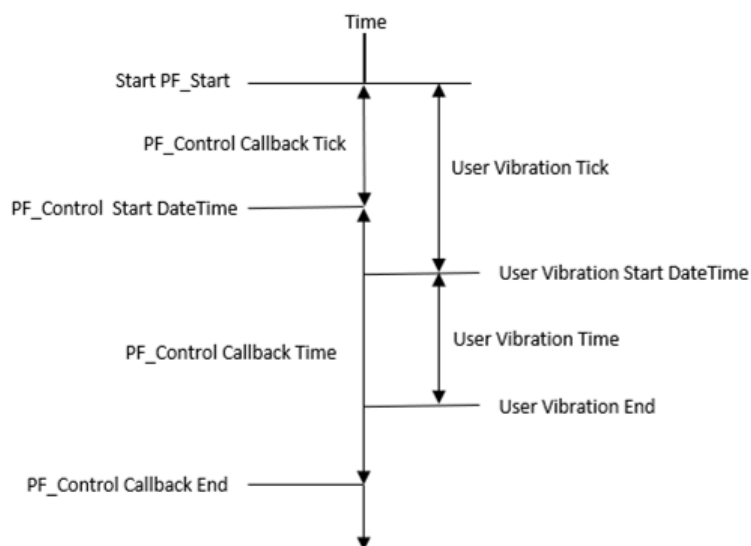 Time
Start PF_Start
PF_Control Callback Tick
User Vibration Tick
PF_Control  Start DateTime
User Vibration Start DateTime
PF_Control Callback Time
User Vibration Time
User Vibration End
PF_Control Callback End